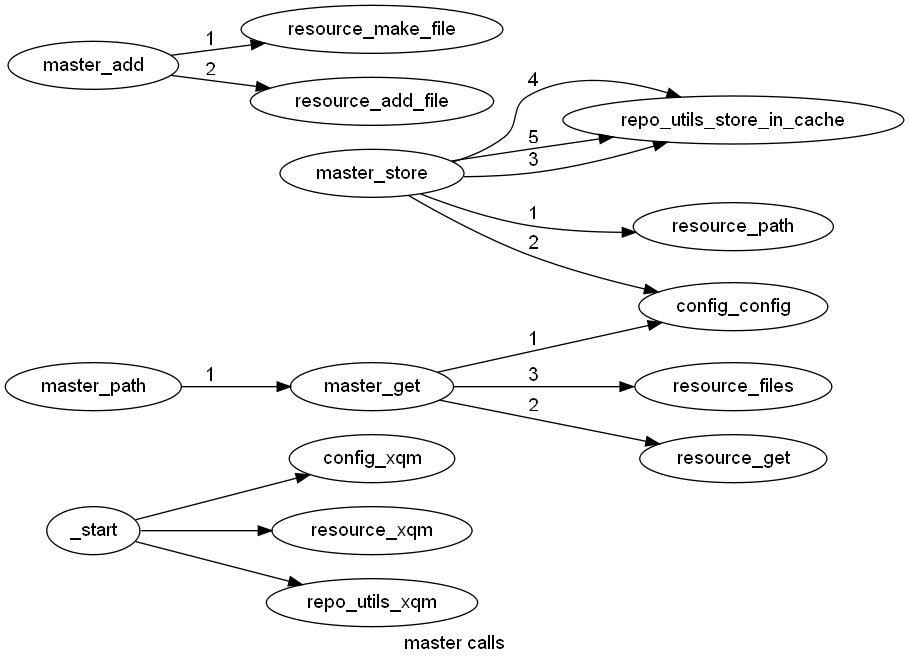 resource_make_file
1
master_add
2
resource_add_file
4
repo_utils_store_in_cache
5
3
master_store
1
resource_path
2
config_config
1
master_path
1
master_get
3
resource_files
2
config_xqm
resource_get
_start
resource_xqm
repo_utils_xqm
master calls